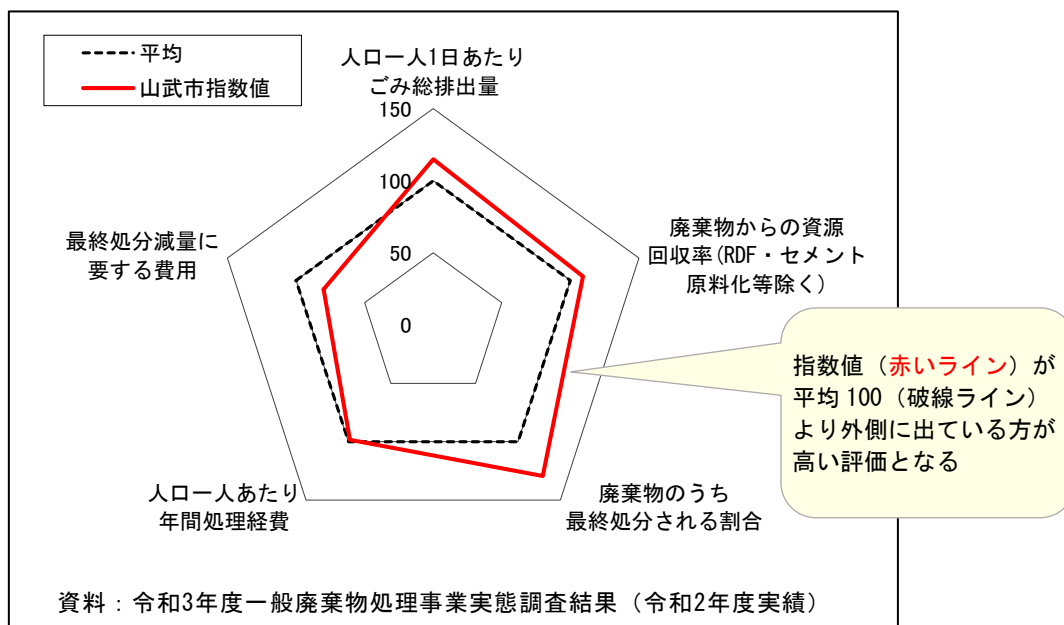 平均
山武市指数値
人口一人1日あたり
ごみ総排出量
150
100
50
0
廃棄物からの資源
回収率(RDF・セメント
原料化等除く)
最終処分減量に
要する費用
指数値（赤いライン）が
平均100（破線ライン）
より外側に出ている方が
高い評価となる
人口一人あたり
年間処理経費
廃棄物のうち
最終処分される割合
資料：令和3年度一般廃棄物処理事業実態調査結果（令和2年度実績）